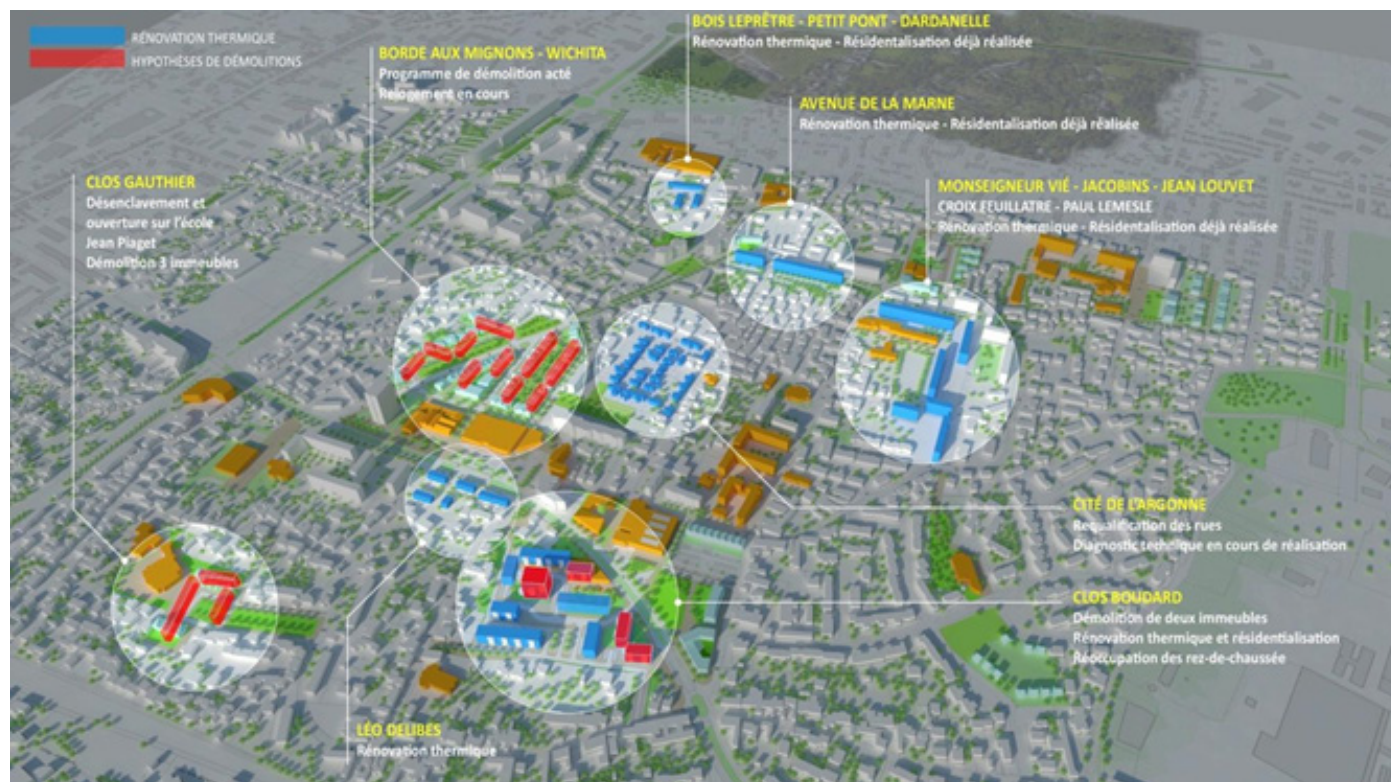 RÉNOVATION THERMIQUE
HYPOTHÈSES DE DÉMOLITIONS
BOIS LEPRÊTRE - PETIT PONT - DARDANELLE
Rénovation thermique - Résidentalisation déjà réalisée
BORDE AUX MIGNONS - WICHITA
Programme de démolition acté
Relogement en cours
AVENUE DE LA MARNE
Rénovation thermique - Résidentalisation déjà réalisée
CLOS GAUTHIER
Désenclavement et
ouverture sur l'école
Jean Piaget
Démolition 3 immeubles
MONSEIGNEUR VIÉ - JACOBINS - JEAN LOUVET
CROIX FEUILLATRE - PAUL LEMESLE
Rénovation thermique - Résidentalisation déjà réalisée
CITÉ DE L'ARGONNE
Requalification des rues
Diagnostic technique en cours de réalisation
CLOS BOUDARD
Démolition de deux immeubles
Rénovation thermique et résidentialisation
Réoccupation des rez-de-chaussée
LÉO DELIBES
Rénovation thermique